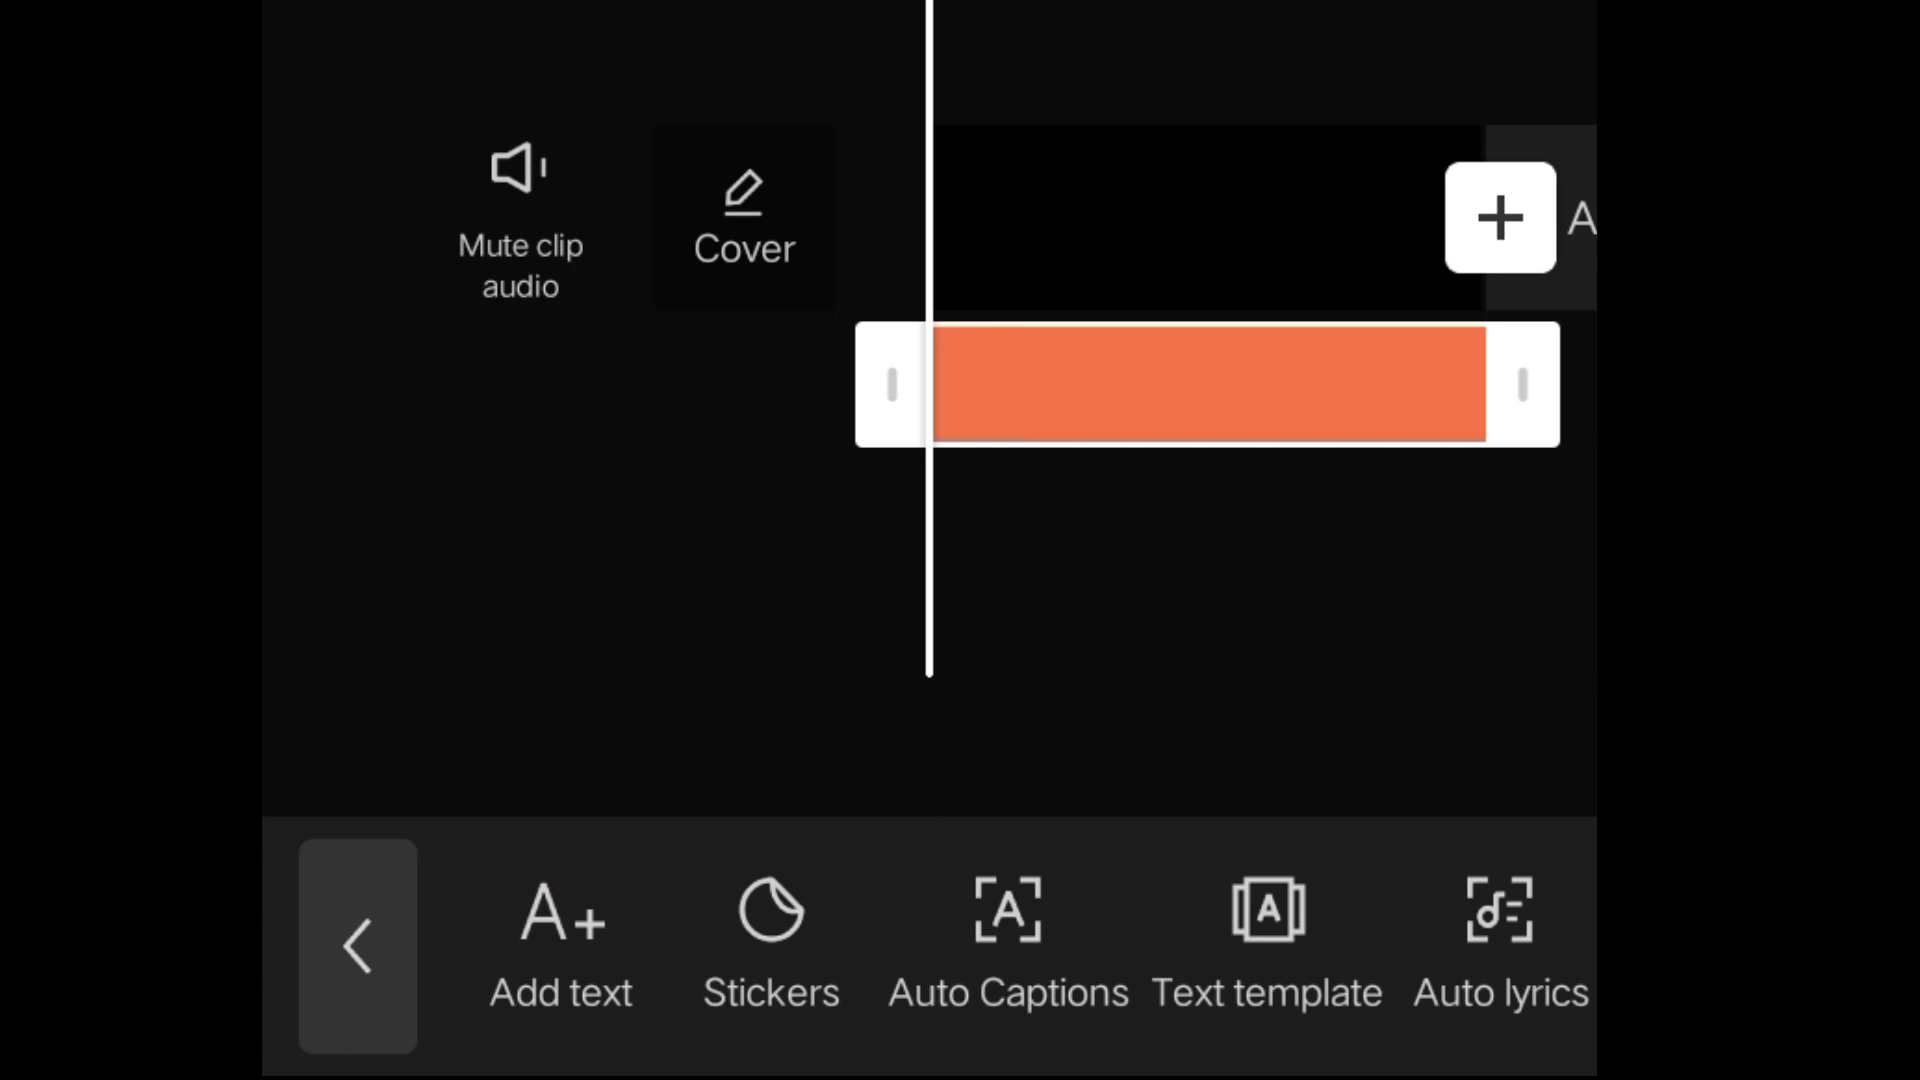 Mute clip
audio
Cover
A
Add text
Stickers
Auto Captions
Text template
Auto lyrics